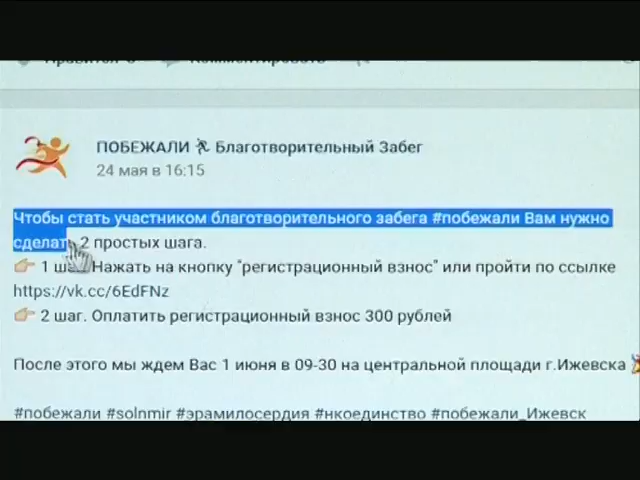 Нравится
Комментировать
ПОБЕЖАЛИ 🏃 Благотворительный Забег
24 мая в 16:15
Чтобы стать участником благотворительного забега #побежали Вам нужно
сделать 2 простых шага.
👉 1 шаг. Нажать на кнопку "регистрационный взнос" или пройти по ссылке
https://vk.cc/6EdFNz
👉 2 шаг. Оплатить регистрационный взнос 300 рублей
После этого мы ждем Вас 1 июня в 09-30 на центральной площади г.Ижевска
#побежали #solnmir #эрамилосердия #нкоединство #побежали_Ижевск